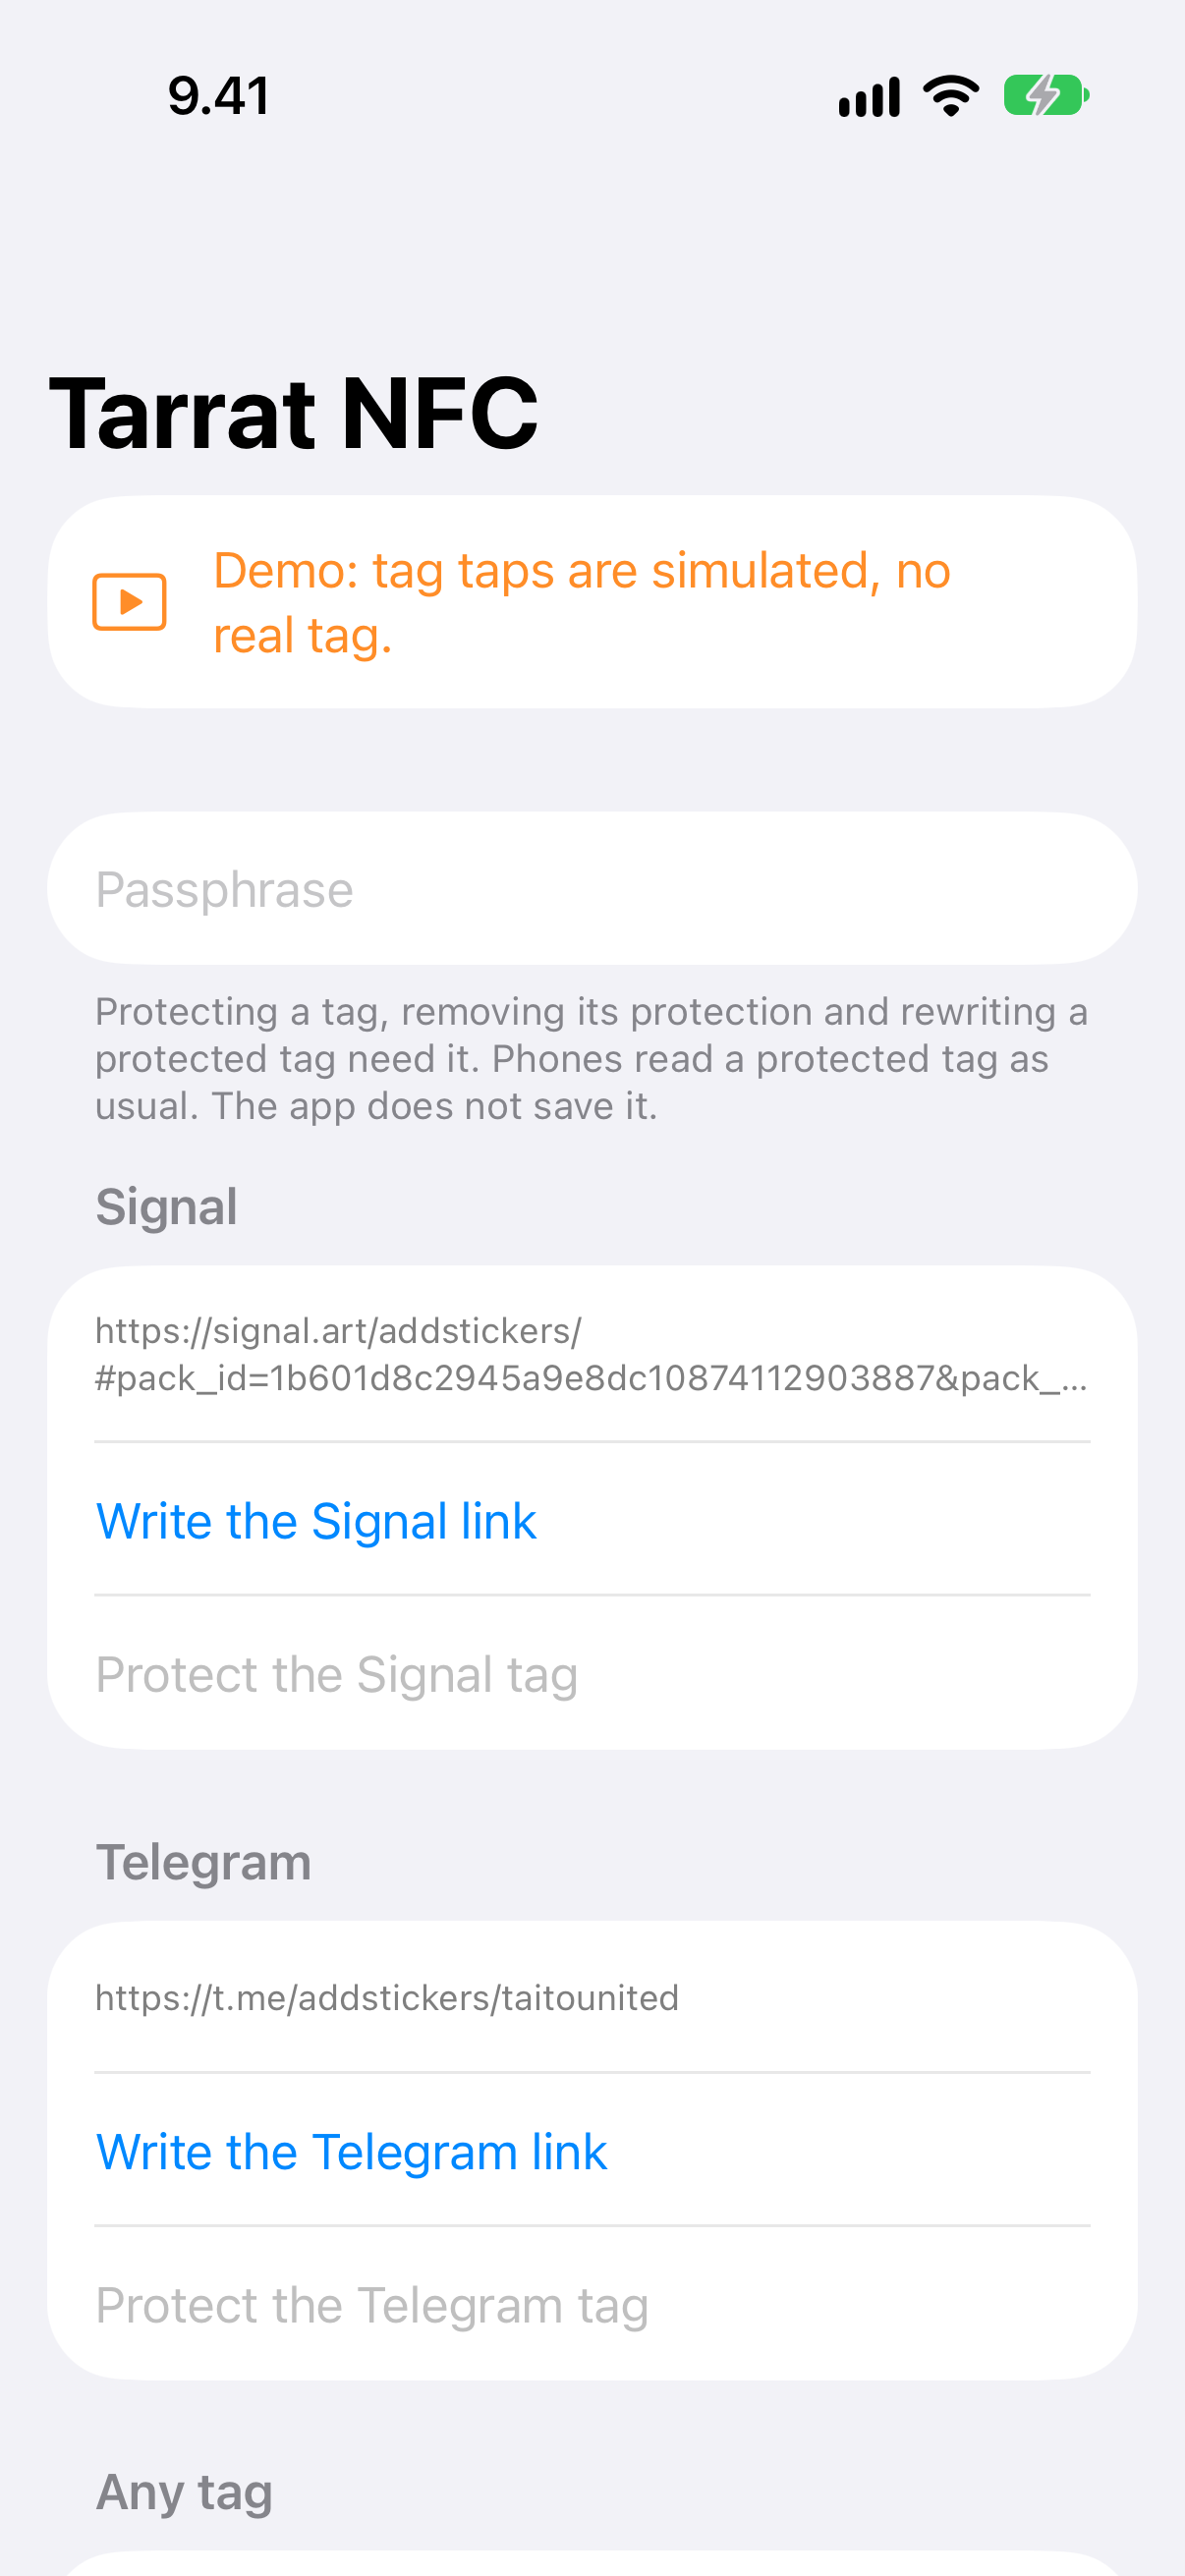 9.41
Tarrat NFC
Demo: tag taps are simulated, no
real tag.
Passphrase
Protecting a tag, removing its protection and rewriting a
protected tag need it. Phones read a protected tag as
usual. The app does not save it.
Signal
https://signal.art/addstickers/
#pack_id=1b601d8c2945a9e8dc10874112903887&pack_...
Write the Signal link
Protect the Signal tag
Telegram
https://t.me/addstickers/taitounited
Write the Telegram link
Protect the Telegram tag
Any tag